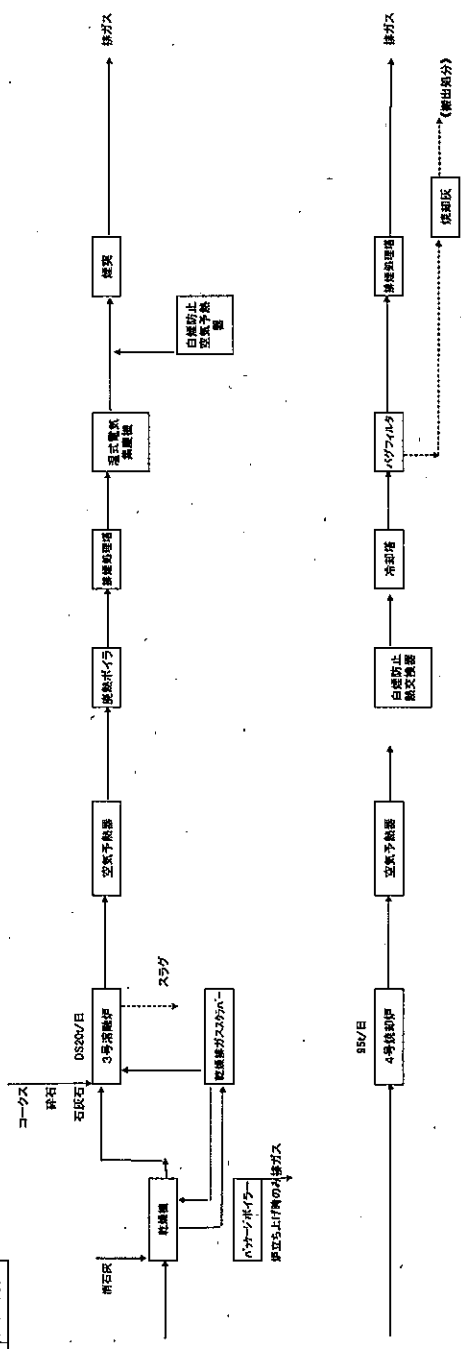 消石灰
乾燥機
パッケージボイラー
炉立ち上げ時のみ排ガス
コークス
砕石
石灰石
DS20t/日
3号溶融炉
スラグ
乾燥排ガススクラバー
空気予熱器
廃熱ボイラ
排煙処理塔
湿式電気
集塵機
白煙防止
空気予熱
器
煙突
排ガス
95t/日
4号焼却炉
空気予熱器
白煙防止
熱交換器
冷却塔
バグフィルタ
排煙処理塔
排ガス
焼却灰
《搬出処分》